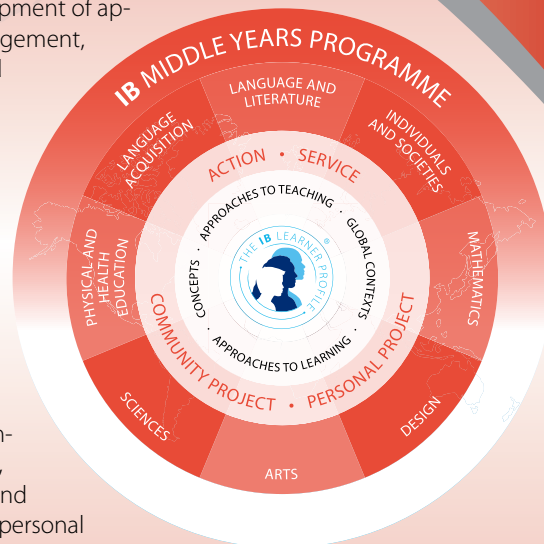 pment of ap-
gement,
IB MIDDLE YEARS PROGRAMME
LANGUAGE AND
LITERATURE
INDIVIDUALS
AND SOCIETIES
MATHEMATICS
DESIGN
ARTS
SCIENCES
PHYSICAL AND
HEALTH
EDUCATION
LANGUAGE
ACQUISITION
ACTION • SERVICE
PERSONAL PROJECT
COMMUNITY PROJECT •
APPROACHES TO TEACHING ·
GLOBAL CONTEXTS ·
APPROACHES TO LEARNING ·
CONCEPTS ·
THE IB LEARNER PROFILE ®
n-
nd
personal